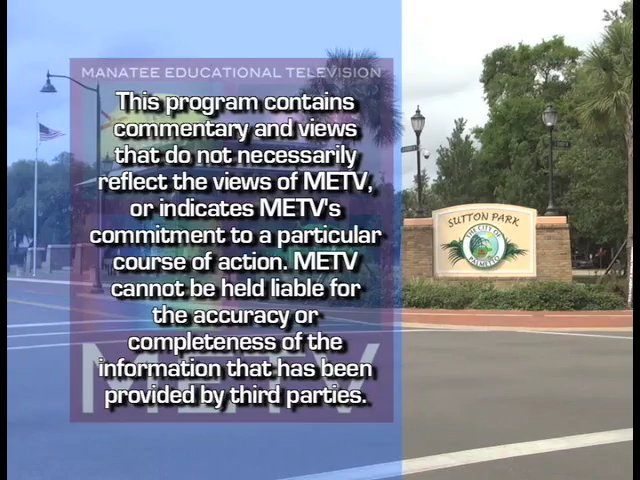 MANATEE EDUCATIONAL TELEVISION
This program contains
commentary and views
that do not necessarily
reflect the views of METV,
or indicates METV's
commitment to a particular
course of action. METV
cannot be held liable for
the accuracy or
completeness of the
information that has been
provided by third parties.
METV
SUTTON PARK
THE CITY OF
PALMETTO